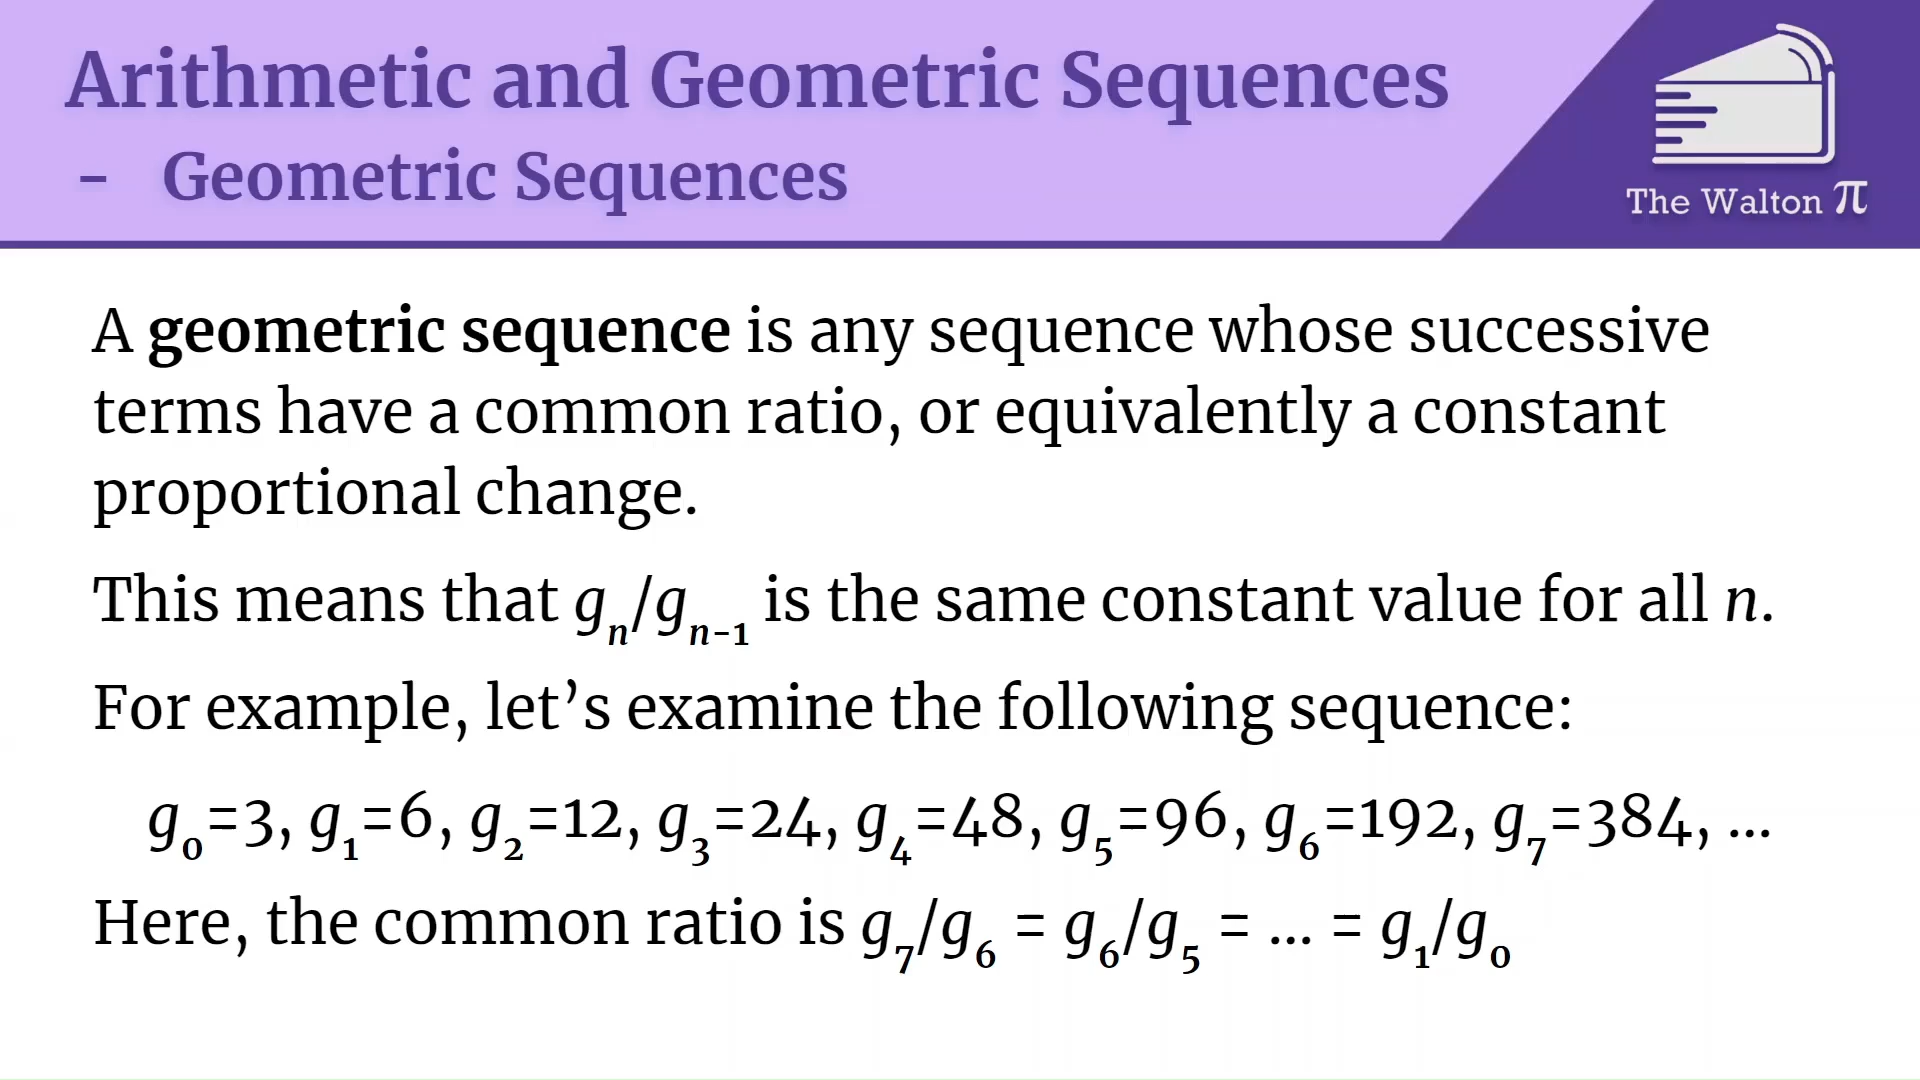 Arithmetic and Geometric Sequences
- Geometric Sequences
The Walton π
A geometric sequence is any sequence whose successive
terms have a common ratio, or equivalently a constant
proportional change.
This means that gₙ/gₙ₋₁ is the same constant value for all n.
For example, let’s examine the following sequence:
g₀=3, g₁=6, g₂=12, g₃=24, g₄=48, g₅=96, g₆=192, g₇=384, ...
Here, the common ratio is g₇/g₆ = g₆/g₅ = ... = g₁/g₀